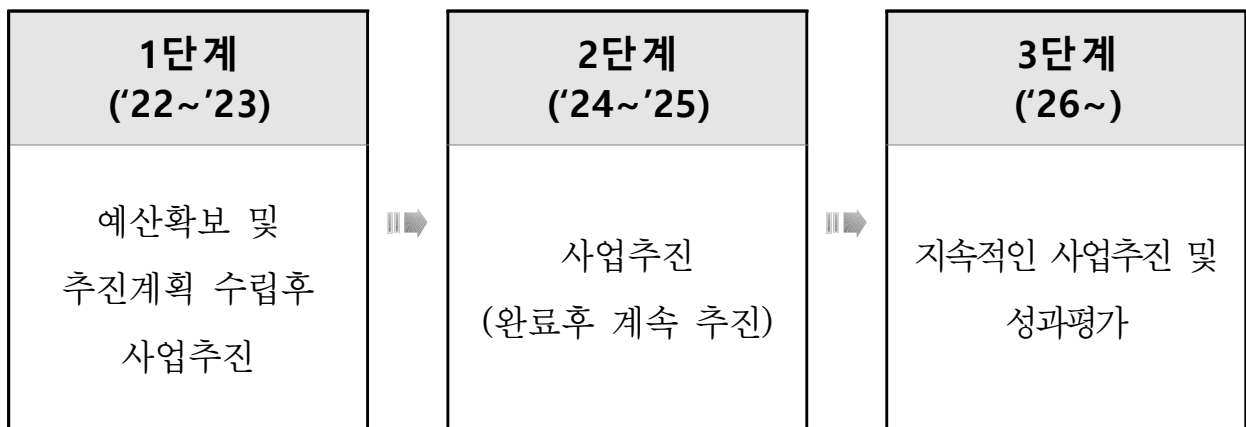 1단계
(‘22~’23)
예산확보 및
추진계획 수립후
사업추진
2단계
(‘24~’25)
사업추진
(완료후 계속 추진)
3단계
(‘26~)
지속적인 사업추진 및
성과평가